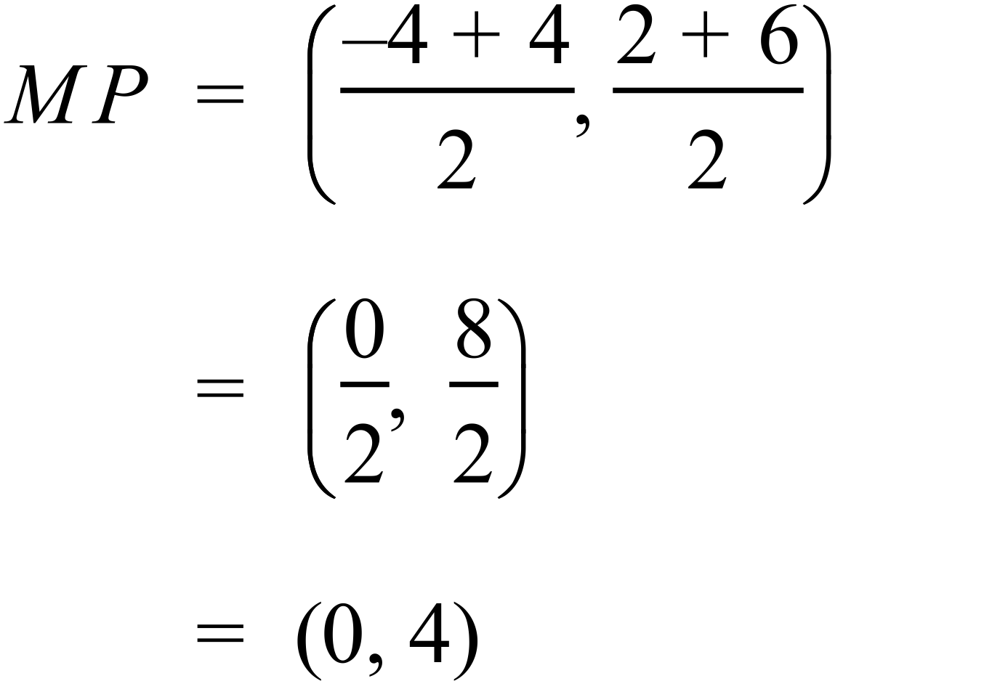 MP = (–4 + 4/2, 2 + 6/2)
= (0/2, 8/2)
= (0, 4)